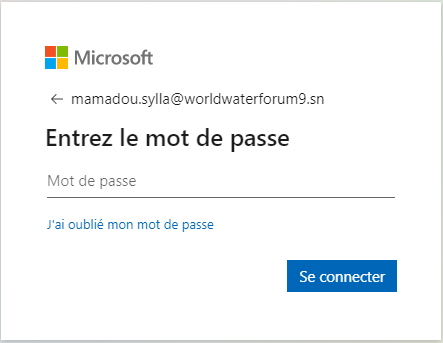 Microsoft
← mamadou.sylla@worldwaterforum9.sn
Entrez le mot de passe
Mot de passe
J'ai oublié mon mot de passe
Se connecter